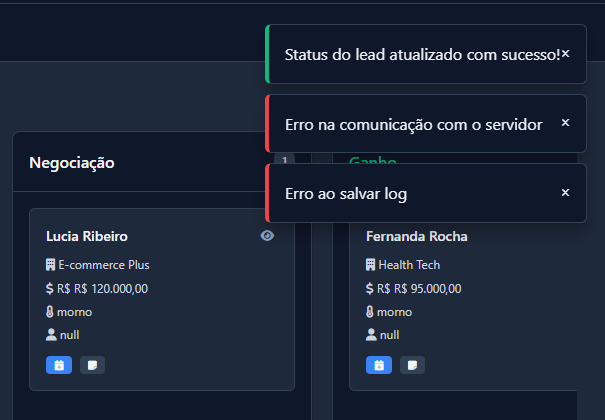 Status do lead atualizado com sucesso!×
Erro na comunicação com o servidor ×
Erro ao salvar log ×
Negociação 1
Lucia Ribeiro
E-commerce Plus
$ R$ R$ 120.000,00
morno
null
Ganho
Fernanda Rocha
Health Tech
$ R$ R$ 95.000,00
morno
null